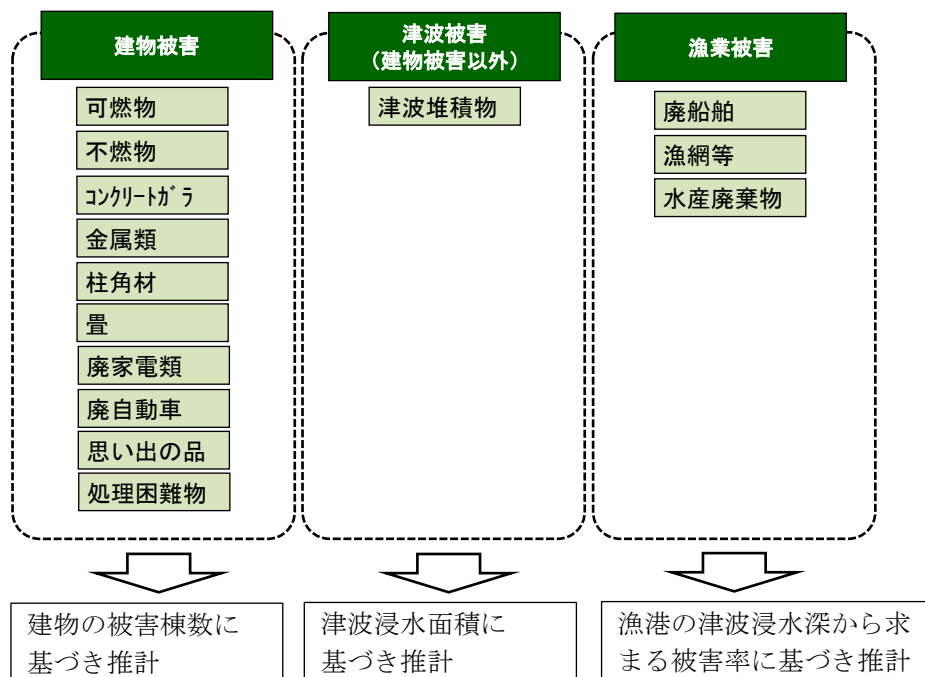 建物被害
可燃物
不燃物
ｺﾝｸﾘｰﾄｶﾞﾗ
金属類
柱角材
畳
廃家電類
廃自動車
思い出の品
処理困難物
建物の被害棟数に
基づき推計
津波被害
（建物被害以外）
津波堆積物
津波浸水面積に
基づき推計
漁業被害
廃船舶
漁網等
水産廃棄物
漁港の津波浸水深から求
まる被害率に基づき推計